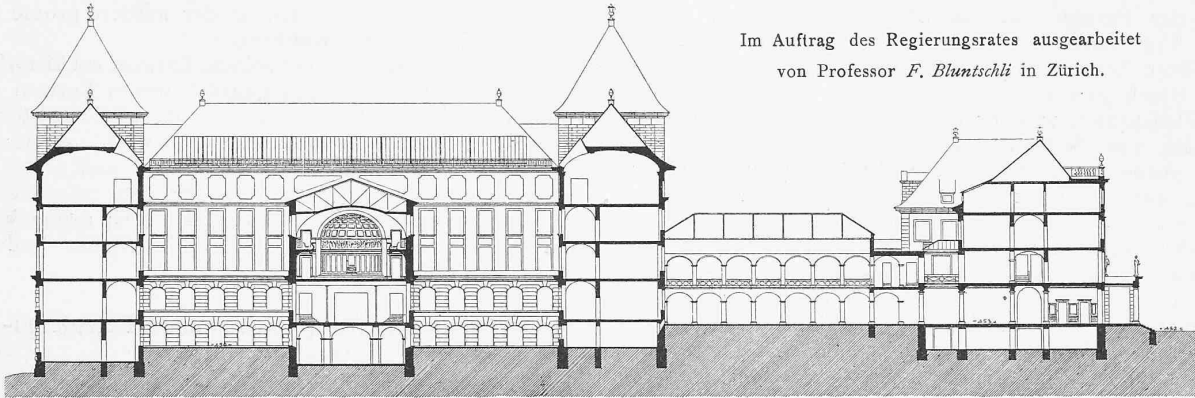 Im Auftrag des Regierungsrates ausgearbeitet
von Professor F. Bluntschli in Zürich.